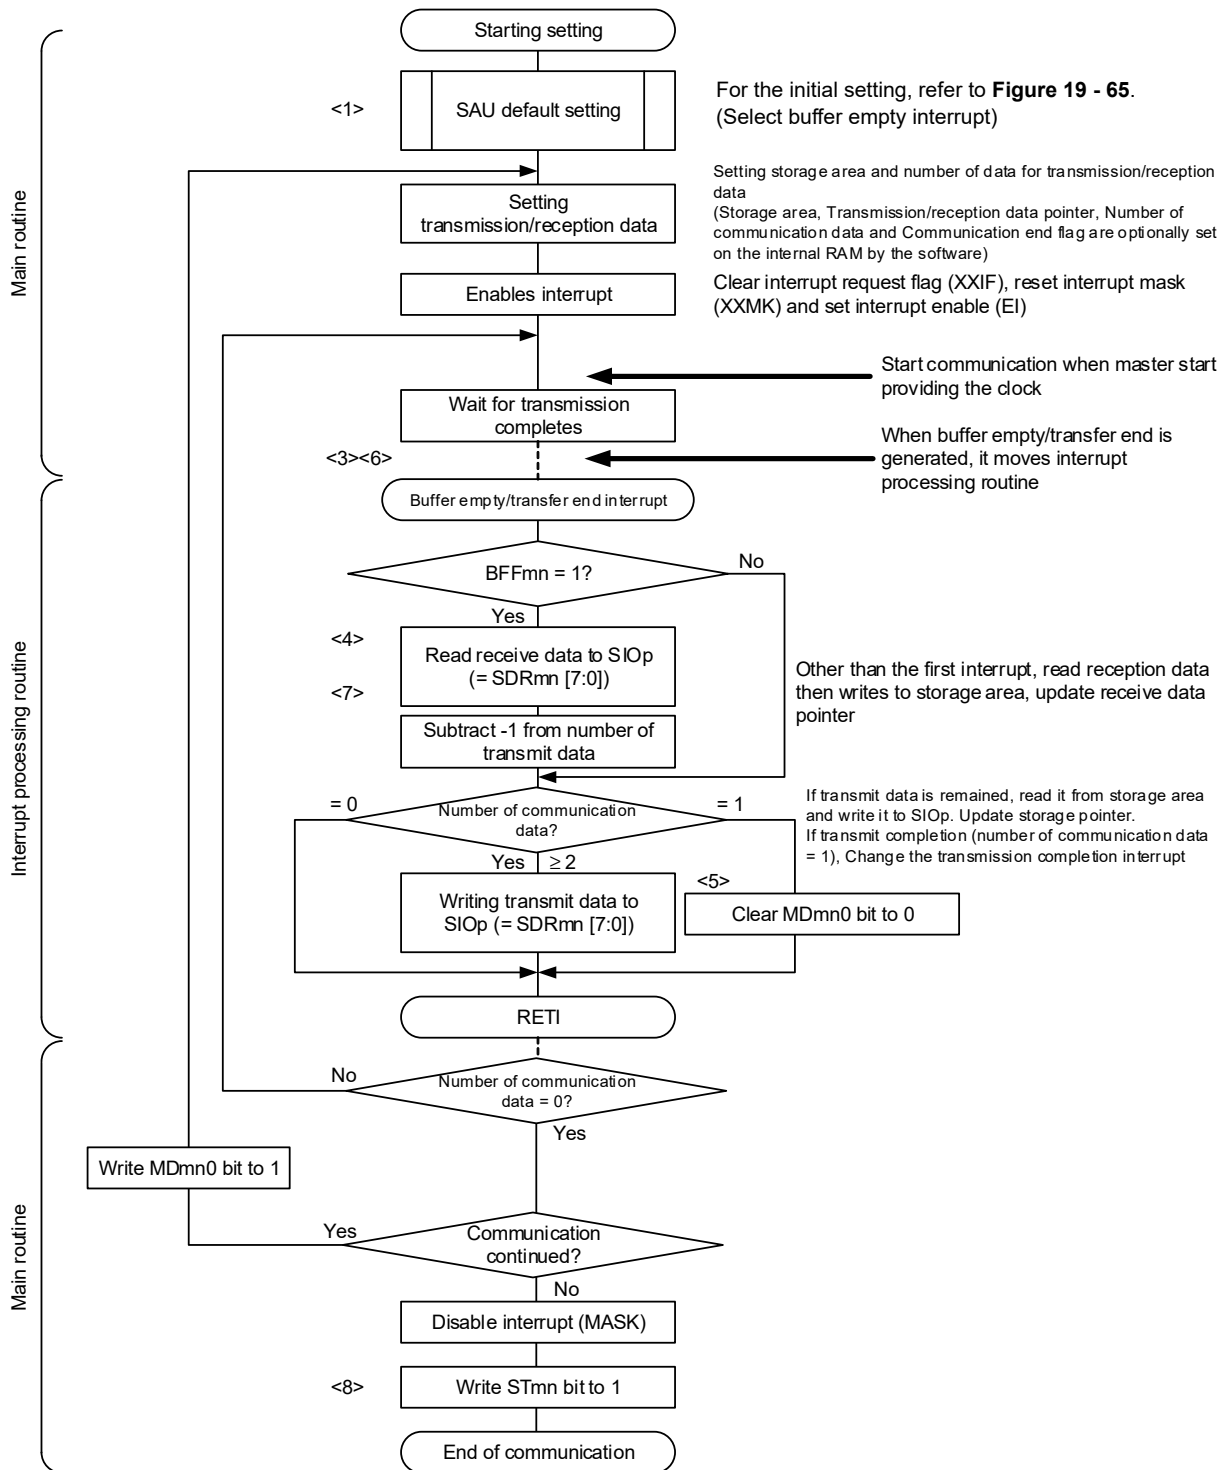 Starting setting
<1>
SAU default setting
For the initial setting, refer to Figure 19 - 65.
(Select buffer empty interrupt)
Main routine
Setting
transmission/reception data
Setting storage area and number of data for transmission/reception
data
(Storage area, Transmission/reception data pointer, Number of
communication data and Communication end flag are optionally set
on the internal RAM by the software)
Enables interrupt
Clear interrupt request flag (XXIF), reset interrupt mask
(XXMK) and set interrupt enable (EI)
Start communication when master start
providing the clock
Wait for transmission
completes
When buffer empty/transfer end is
generated, it moves interrupt
processing routine
<3><6>
Buffer empty/transfer end interrupt
Interrupt processing routine
BFFmn = 1?
No
Yes
<4>
Read receive data to SIOp
(= SDRmn [7:0])
<7>
Other than the first interrupt, read reception data
then writes to storage area, update receive data
pointer
Subtract -1 from number of
transmit data
= 0
Number of communication
data?
= 1
If transmit data is remained, read it from storage area
and write it to SIOp. Update storage pointer.
If transmit completion (number of communication data
= 1), Change the transmission completion interrupt
Yes ≥ 2
<5>
Writing transmit data to
SIOp (= SDRmn [7:0])
Clear MDmn0 bit to 0
RETI
No
Number of communication
data = 0?
Yes
Write MDmn0 bit to 1
Main routine
Yes
Communication
continued?
No
Disable interrupt (MASK)
<8>
Write STmn bit to 1
End of communication